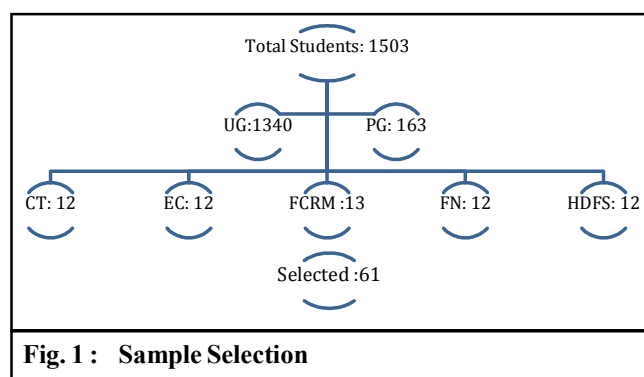 Total Students: 1503
UG:1340 PG: 163
CT: 12 EC: 12 FCRM :13 FN: 12 HDFS: 12
Selected :61
Fig. 1 : Sample Selection